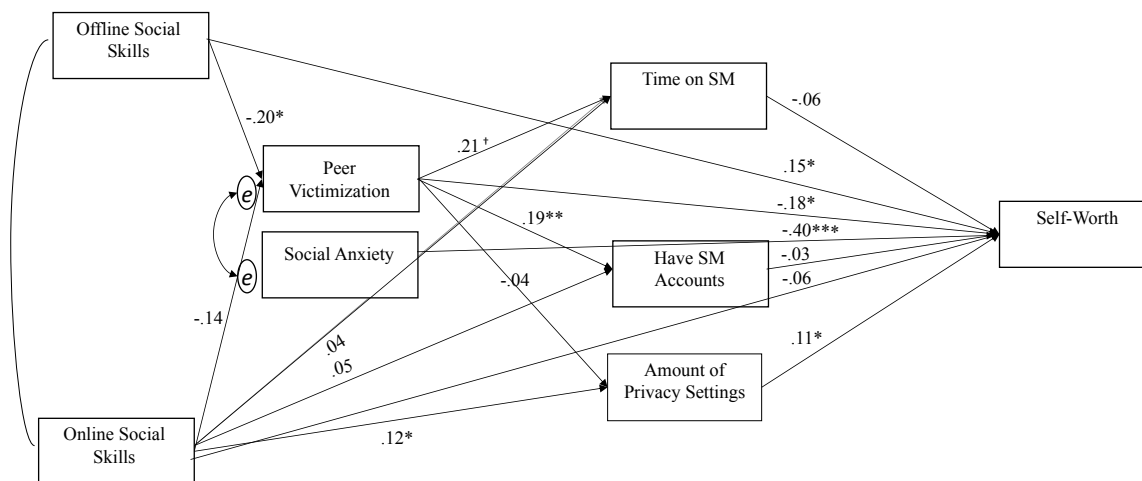 Offline Social
Skills
Time on SM
-.06
-.20*
.21 †
.15*
Peer
Victimization
-.18*
Self-Worth
e
.19**
-.40***
Social Anxiety
Have SM
Accounts
-.03
e
-.04
-.06
-.14
.04
.05
.11*
Amount of
Privacy Settings
Online Social
Skills
.12*